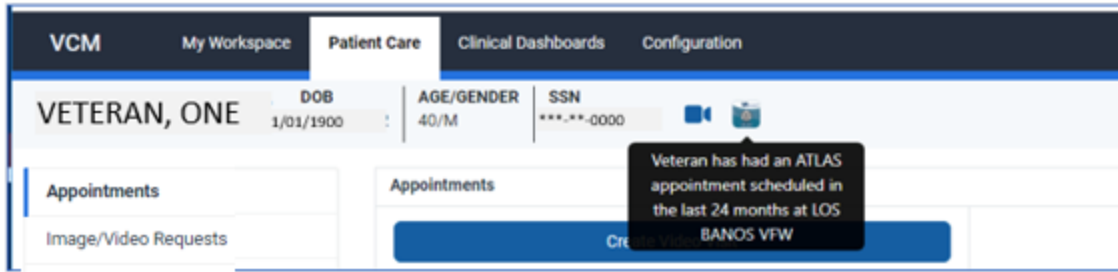 VCM My Workspace Patient Care Clinical Dashboards Configuration
VETERAN, ONE
DOB
1/01/1900
AGE/GENDER
40/M
SSN
***-**-0000
Veteran has had an ATLAS
appointment scheduled in
the last 24 months at LOS
BANOS VFW
Appointments
Image/Video Requests
Appointments